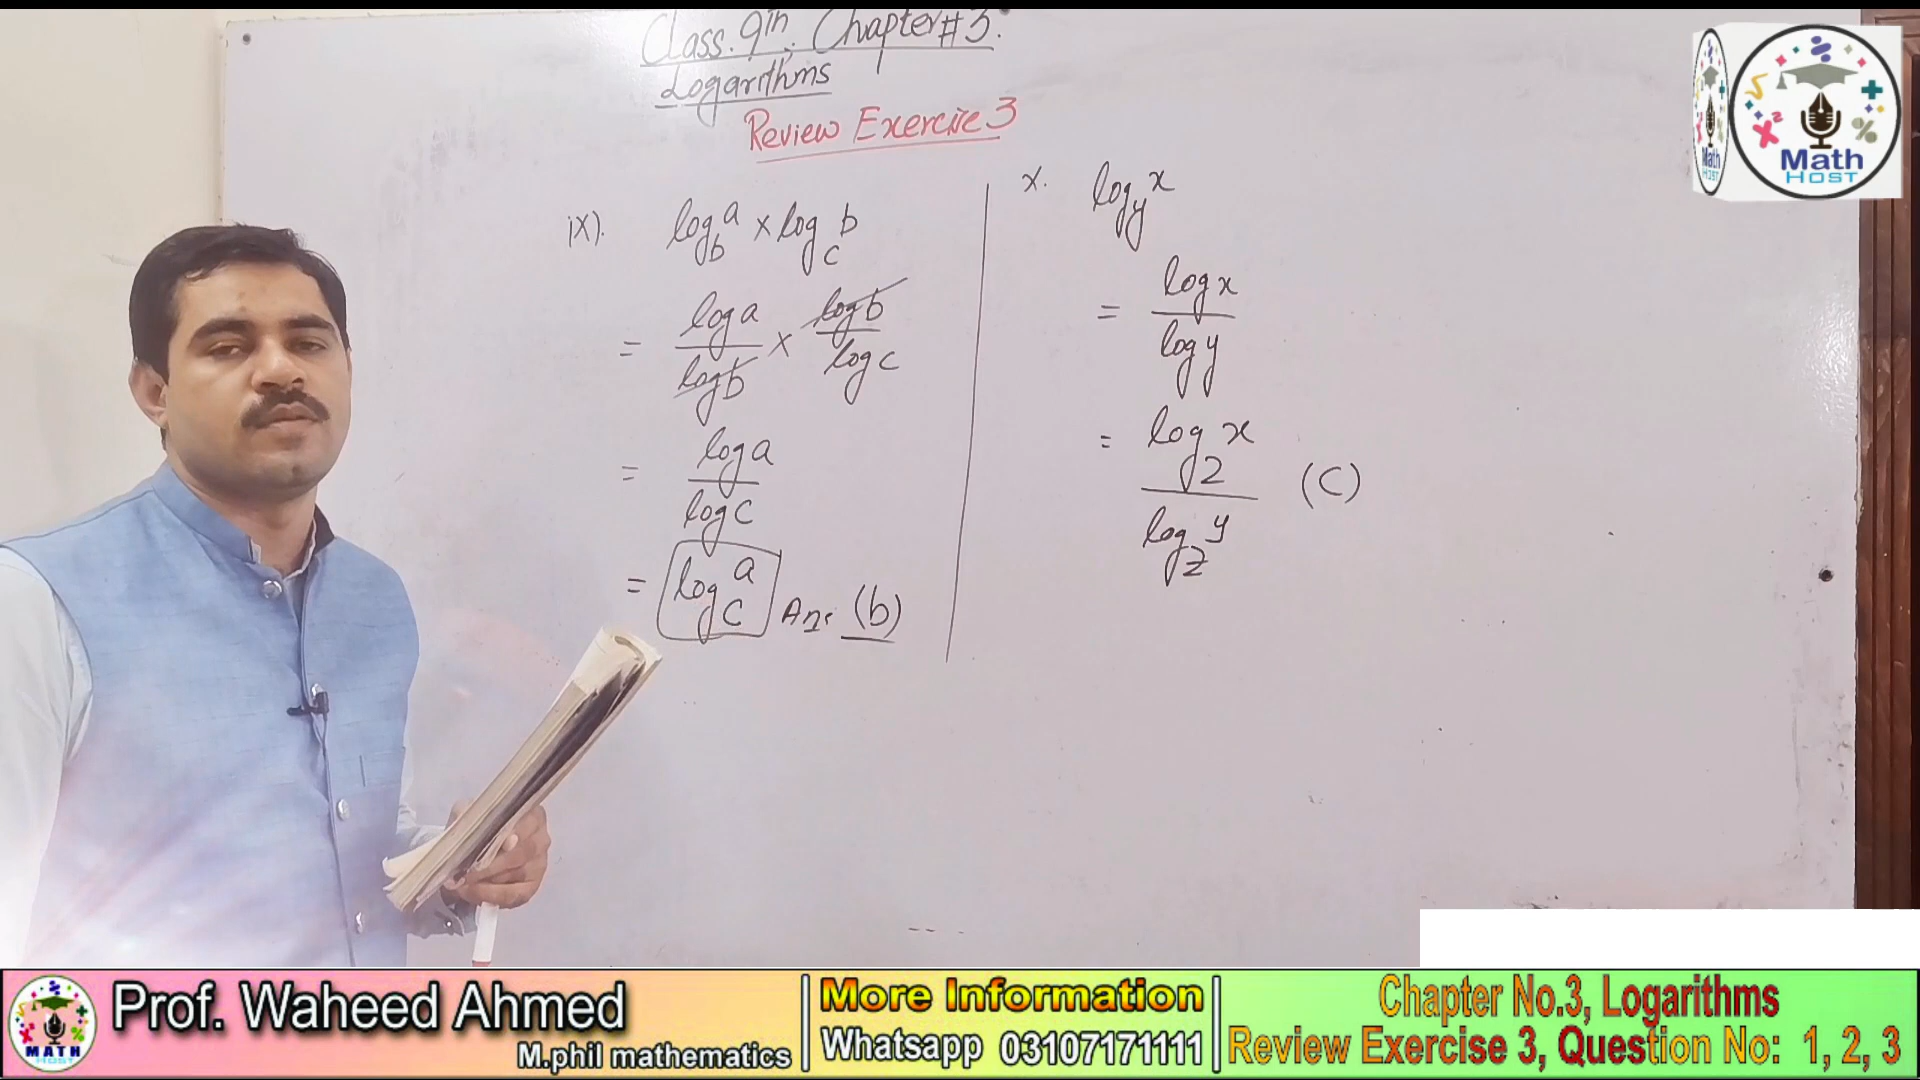 Class. 9th, Chapter # 3.
Logarithms
Review Exercise 3
ix). log_b a × log_c b
= log a / log b × log b / log c
= log a / log c
= log_c a Ans (b)
x. log_y x
= log x / log y
= log_z x / log_z y (C)
Math
HOST
MATH
HOST
Prof. Waheed Ahmed
M.phil mathematics
More Information
Whatsapp 03107171111
Chapter No.3, Logarithms
Review Exercise 3, Question No: 1, 2, 3